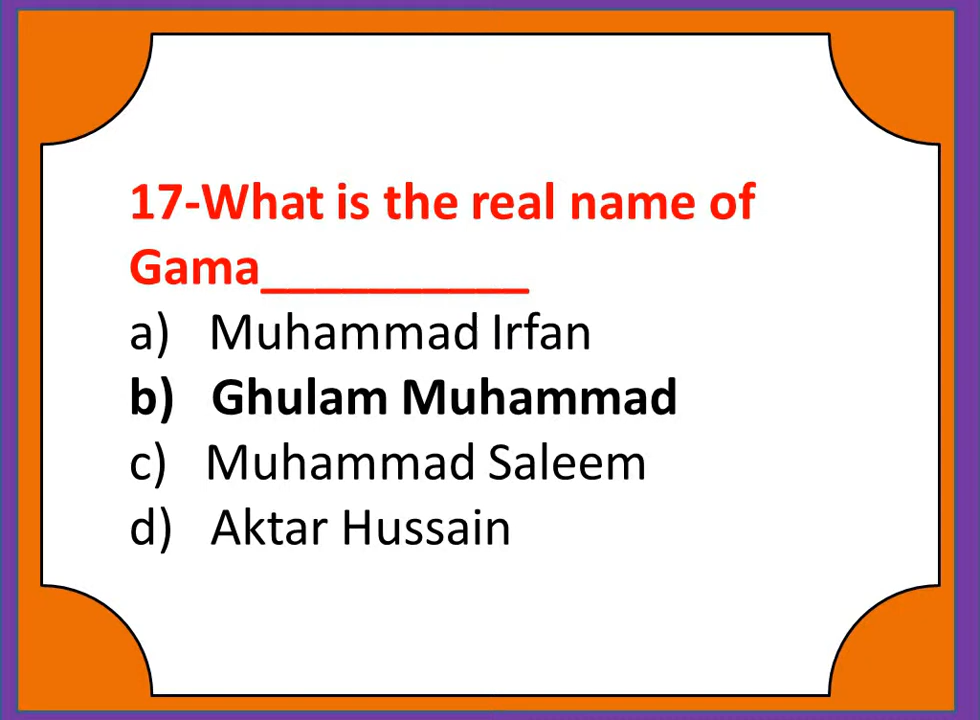 17-What is the real name of
Gama__________
a) Muhammad Irfan
b) Ghulam Muhammad
c) Muhammad Saleem
d) Aktar Hussain